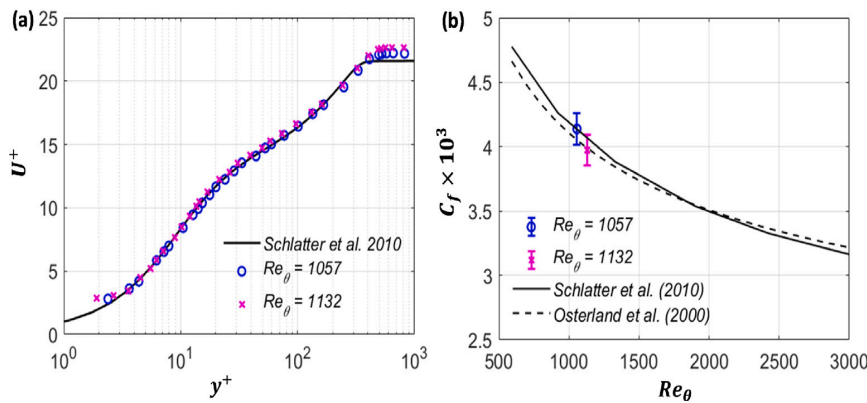 (a)
25
20
15
10
5
0
U+
10^0
10^1
10^2
10^3
y+
Schlatter et al. 2010
Reθ = 1057
Reθ = 1132
(b)
5
4.5
4
3.5
3
2.5
Cf × 10^3
500
1000
1500
2000
2500
3000
Reθ
Reθ = 1057
Reθ = 1132
Schlatter et al. (2010)
Osterland et al. (2000)